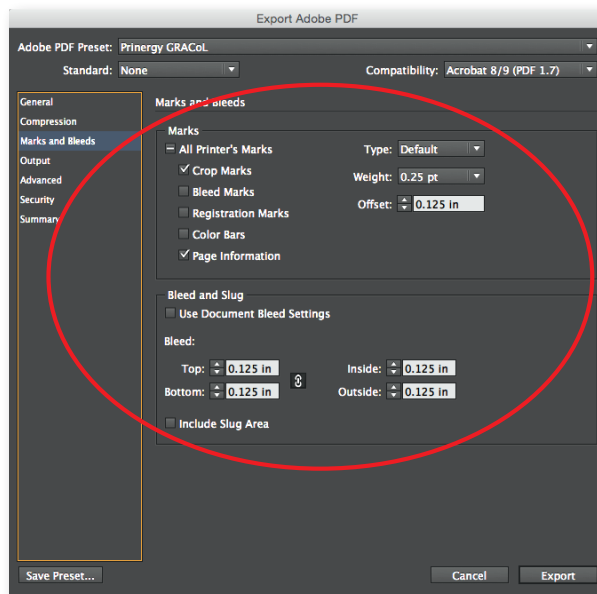 Export Adobe PDF
Adobe PDF Preset: Prinergy GRACoL
Standard: None Compatibility: Acrobat 8/9 (PDF 1.7)
General
Compression
Marks and Bleeds
Output
Advanced
Security
Summary
Marks and Bleeds
Marks
All Printer's Marks
Crop Marks
Bleed Marks
Registration Marks
Color Bars
Page Information
Type: Default
Weight: 0.25 pt
Offset: 0.125 in
Bleed and Slug
Use Document Bleed Settings
Bleed:
Top: 0.125 in Inside: 0.125 in
Bottom: 0.125 in Outside: 0.125 in
Include Slug Area
Save Preset... Cancel Export